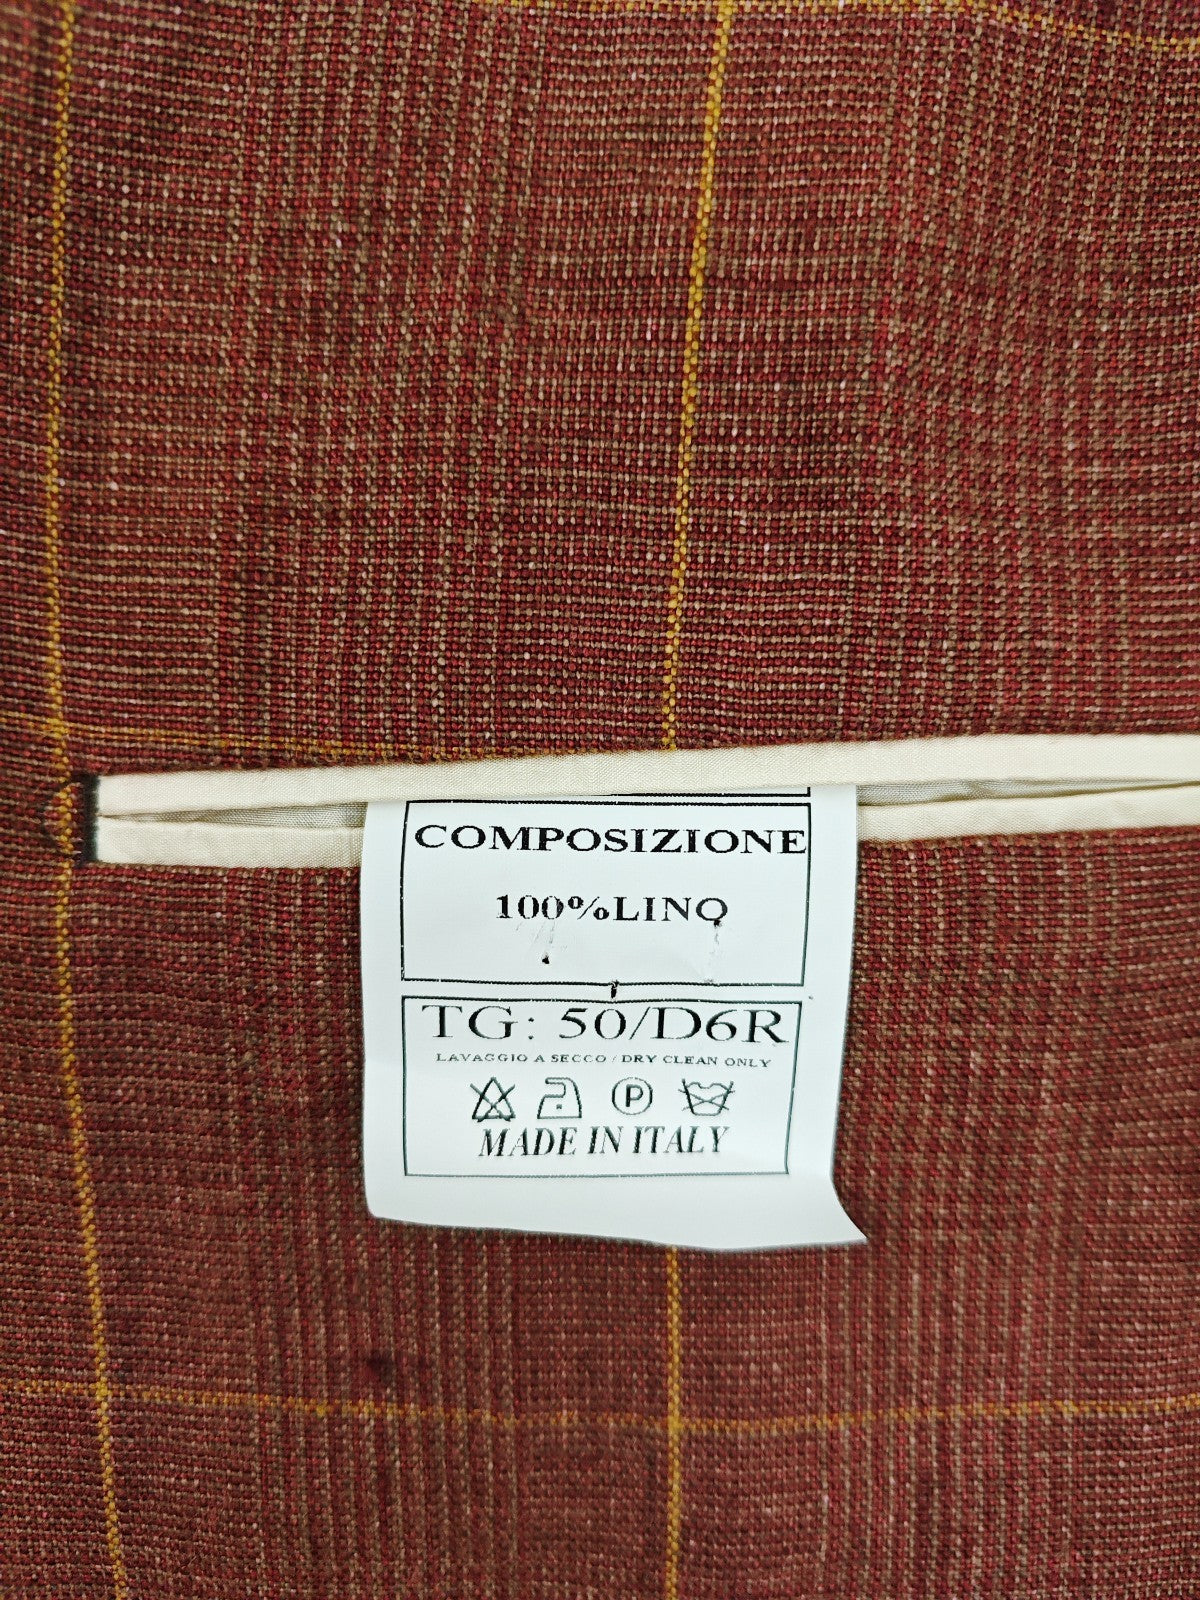 COMPOSIZIONE
100%LINO
TG: 50/D6R
LAVAGGIO A SECCO / DRY CLEAN ONLY
P
MADE IN ITALY